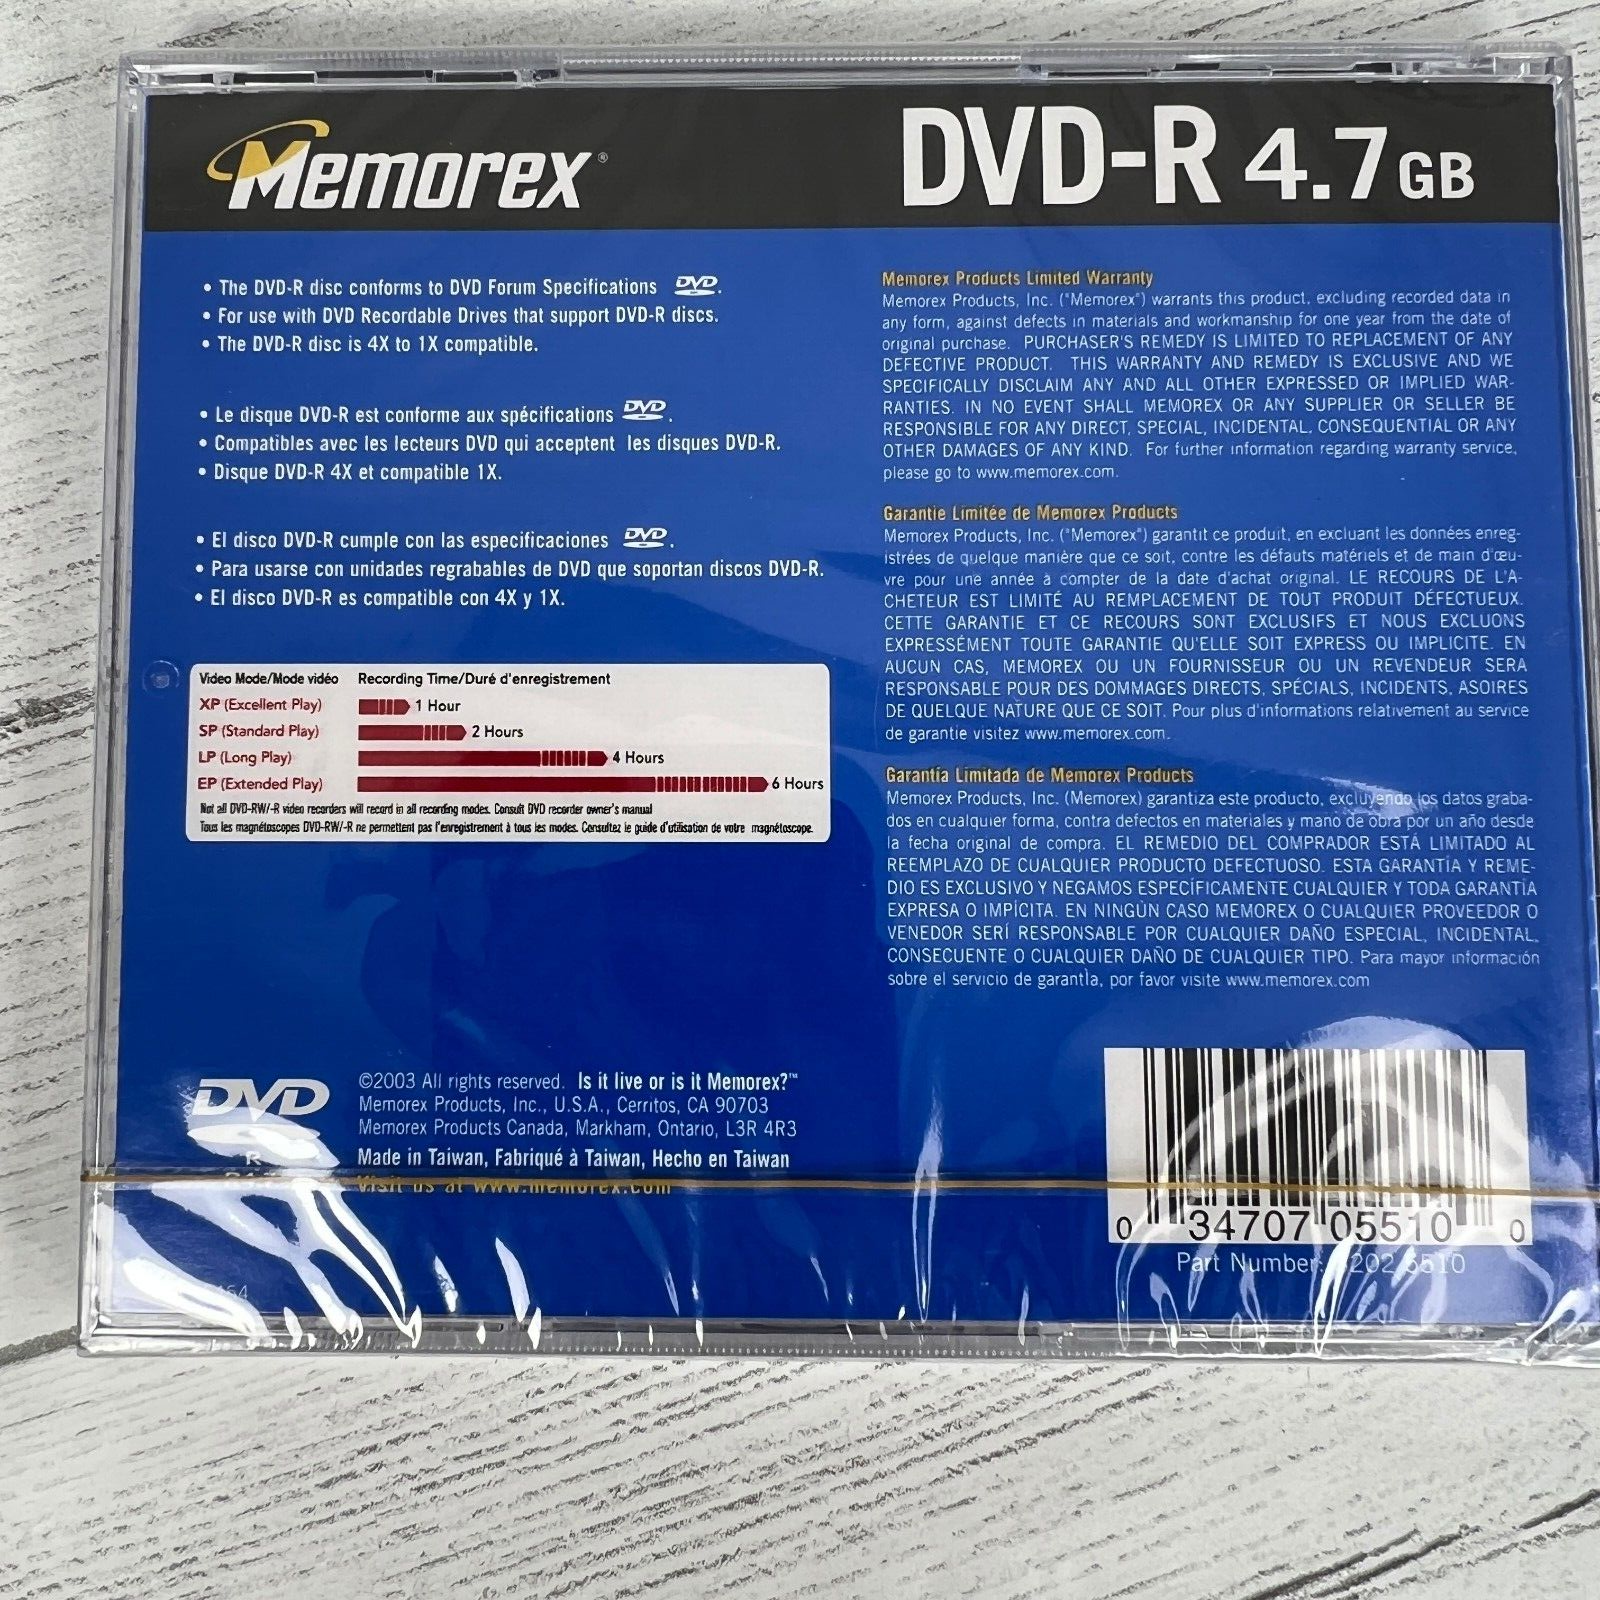 Memorex®
DVD-R 4.7 GB
• The DVD-R disc conforms to DVD Forum Specifications DVD.
• For use with DVD Recordable Drives that support DVD-R discs.
• The DVD-R disc is 4X to 1X compatible.
• Le disque DVD-R est conforme aux spécifications DVD.
• Compatibles avec les lecteurs DVD qui acceptent les disques DVD-R.
• Disque DVD-R 4X et compatible 1X.
• El disco DVD-R cumple con las especificaciones DVD.
• Para usarse con unidades regrabables de DVD que soportan discos DVD-R.
• El disco DVD-R es compatible con 4X y 1X.
Video Mode/Mode vidéo Recording Time/Duré d'enregistrement
XP (Excellent Play) 1 Hour
SP (Standard Play) 2 Hours
LP (Long Play) 4 Hours
EP (Extended Play) 6 Hours
Not all DVD-RW/-R video recorders will record in all recording modes. Consult DVD recorder owner's manual
Tous les magnétoscopes DVD-RW/-R ne permettent pas l'enregistrement à tous les modes. Consultez le guide d'utilisation de votre magnétoscope.
Memorex Products Limited Warranty
Memorex Products, Inc. ("Memorex") warrants this product, excluding recorded data in
any form, against defects in materials and workmanship for one year from the date of
original purchase. PURCHASER'S REMEDY IS LIMITED TO REPLACEMENT OF ANY
DEFECTIVE PRODUCT. THIS WARRANTY AND REMEDY IS EXCLUSIVE AND WE
SPECIFICALLY DISCLAIM ANY AND ALL OTHER EXPRESSED OR IMPLIED WAR-
RANTIES. IN NO EVENT SHALL MEMOREX OR ANY SUPPLIER OR SELLER BE
RESPONSIBLE FOR ANY DIRECT, SPECIAL, INCIDENTAL, CONSEQUENTIAL OR ANY
OTHER DAMAGES OF ANY KIND. For further information regarding warranty service,
please go to www.memorex.com.
Garantie Limitée de Memorex Products
Memorex Products, Inc. ("Memorex") garantit ce produit, en excluant les données enreg-
istrées de quelque manière que ce soit, contre les défauts matériels et de main d'œu-
vre pour une année à compter de la date d'achat original. LE RECOURS DE L'A-
CHETEUR EST LIMITÉ AU REMPLACEMENT DE TOUT PRODUIT DÉFECTUEUX.
CETTE GARANTIE ET CE RECOURS SONT EXCLUSIFS ET NOUS EXCLUONS
EXPRESSÉMENT TOUTE GARANTIE QU'ELLE SOIT EXPRESS OU IMPLICITE. EN
AUCUN CAS, MEMOREX OU UN FOURNISSEUR OU UN REVENDEUR SERA
RESPONSABLE POUR DES DOMMAGES DIRECTS, SPÉCIALS, INCIDENTS, ASOIRES
DE QUELQUE NATURE QUE CE SOIT. Pour plus d'informations relativement au service
de garantie visitez www.memorex.com.
Garantía Limitada de Memorex Products
Memorex Products, Inc. (Memorex) garantiza este producto, excluyendo los datos graba-
dos en cualquier forma, contra defectos en materiales y mano de obra por un año desde
la fecha original de compra. EL REMEDIO DEL COMPRADOR ESTÁ LIMITADO AL
REEMPLAZO DE CUALQUIER PRODUCTO DEFECTUOSO. ESTA GARANTÍA Y REME-
DIO ES EXCLUSIVO Y NEGAMOS ESPECÍFICAMENTE CUALQUIER Y TODA GARANTÍA
EXPRESA O IMPÍCITA. EN NINGÙN CASO MEMOREX O CUALQUIER PROVEEDOR O
VENEDOR SERÍ RESPONSABLE POR CUALQUIER DAÑO ESPECIAL, INCIDENTAL,
CONSECUENTE O CUALQUIER DAÑO DE CUALQUIER TIPO. Para mayor información
sobre el servicio de garantìa, por favor visite www.memorex.com
DVD
R
©2003 All rights reserved. Is it live or is it Memorex?™
Memorex Products, Inc., U.S.A., Cerritos, CA 90703
Memorex Products Canada, Markham, Ontario, L3R 4R3
Made in Taiwan, Fabriqué à Taiwan, Hecho en Taiwan
Visit us at www.memorex.com
0 34707 05510 0
Part Number: